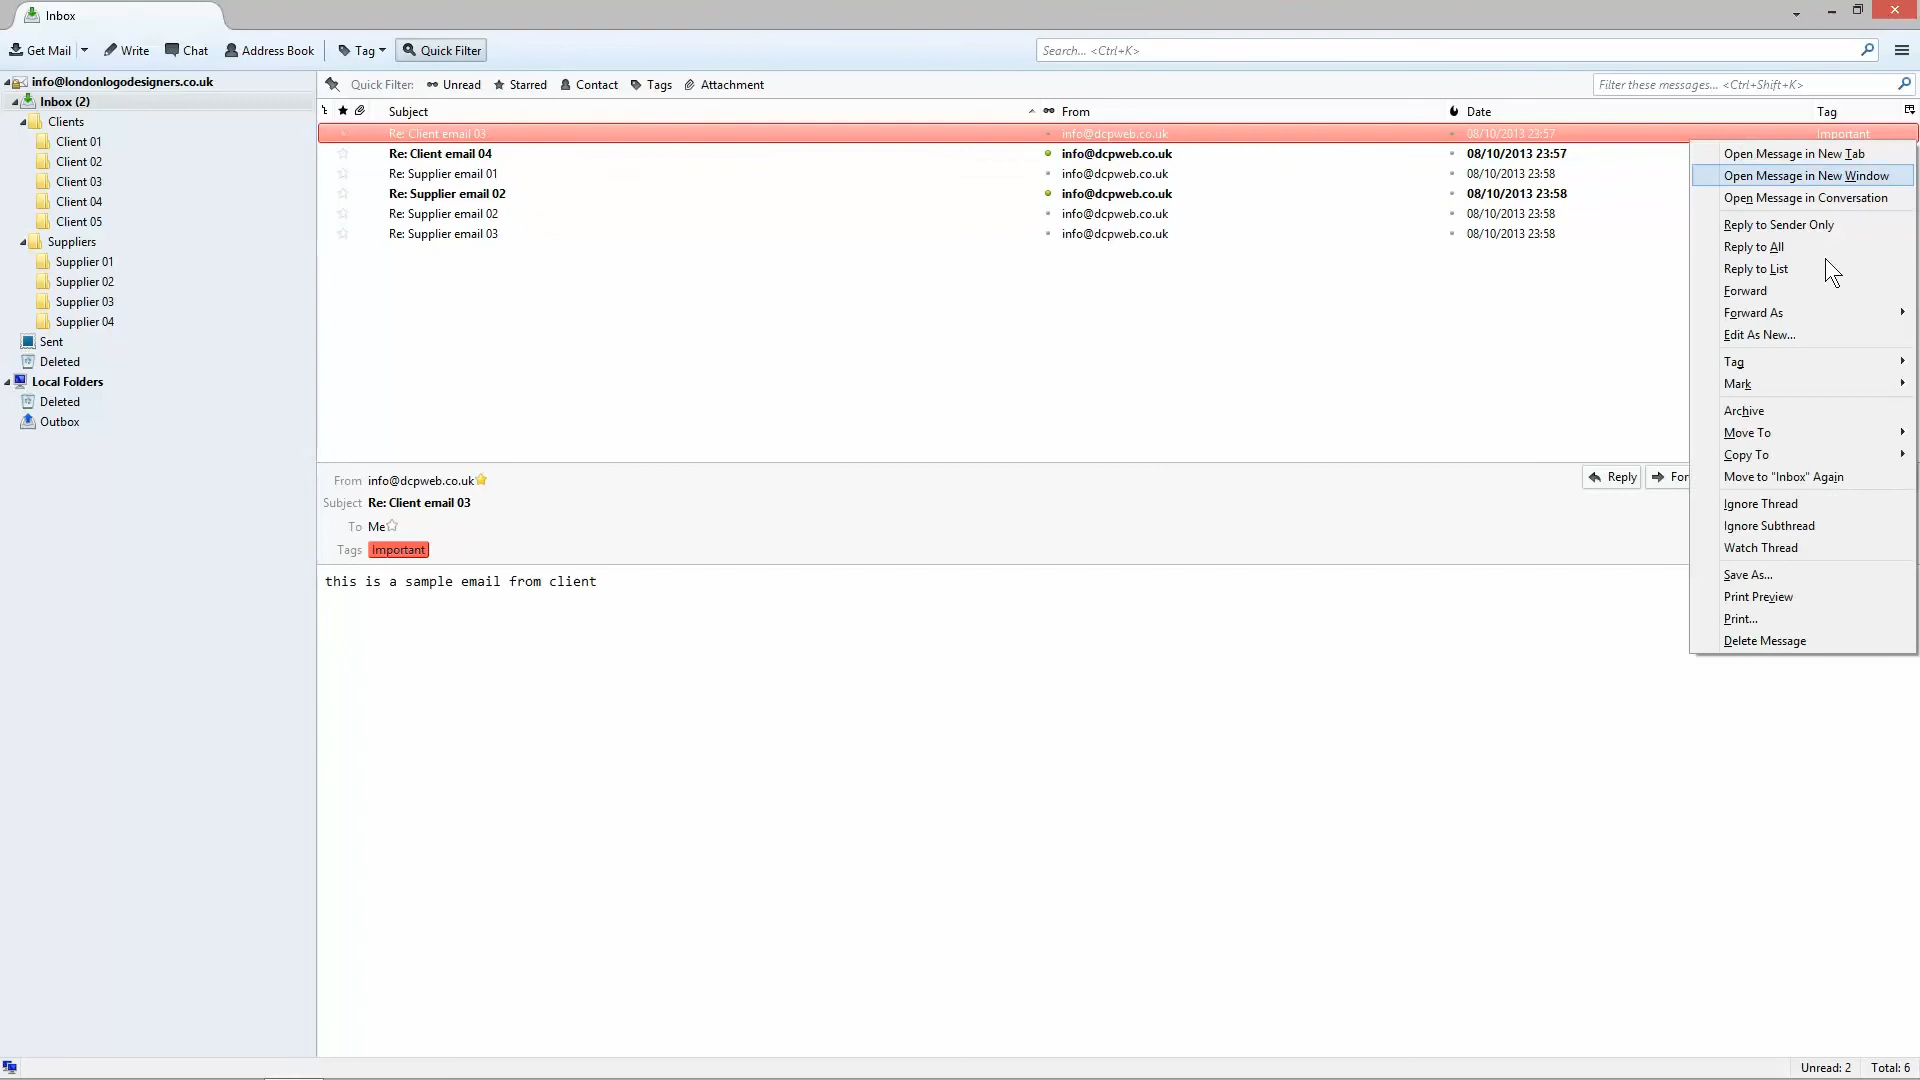 Inbox
Get Mail Write Chat Address Book Tag Quick Filter Search... <Ctrl+K>
info@londonlogodesigners.co.uk
Inbox (2)
Clients
Client 01
Client 02
Client 03
Client 04
Client 05
Suppliers
Supplier 01
Supplier 02
Supplier 03
Supplier 04
Sent
Deleted
Local Folders
Deleted
Outbox
Quick Filter: Unread Starred Contact Tags Attachment Filter these messages... <Ctrl+Shift+K>
Subject From Date Tag
Re: Client email 03 info@dcpweb.co.uk 08/10/2013 23:57 Important
Re: Client email 04 info@dcpweb.co.uk 08/10/2013 23:57
Re: Supplier email 01 info@dcpweb.co.uk 08/10/2013 23:58
Re: Supplier email 02 info@dcpweb.co.uk 08/10/2013 23:58
Re: Supplier email 02 info@dcpweb.co.uk 08/10/2013 23:58
Re: Supplier email 03 info@dcpweb.co.uk 08/10/2013 23:58
Open Message in New Tab
Open Message in New Window
Open Message in Conversation
Reply to Sender Only
Reply to All
Reply to List
Forward
Forward As
Edit As New...
Tag
Mark
Archive
Move To
Copy To
Move to "Inbox" Again
Ignore Thread
Ignore Subthread
Watch Thread
Save As...
Print Preview
Print...
Delete Message
From info@dcpweb.co.uk Reply For
Subject Re: Client email 03
To Me
Tags Important
this is a sample email from client
Unread: 2 Total: 6